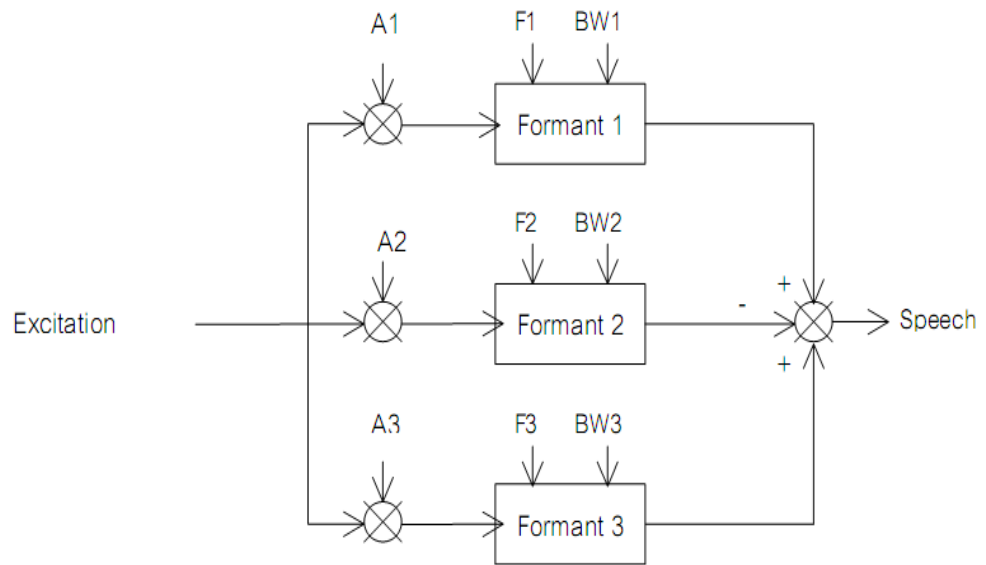 A1 F1 BW1
Formant 1
A2 F2 BW2
+
-
Excitation Formant 2 Speech
+
A3 F3 BW3
Formant 3